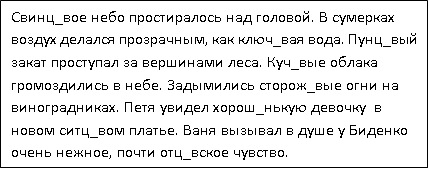 Свинц_вое небо простиралось над головой. В сумерках
воздух делался прозрачным, как ключ_вая вода. Пунц_вый
закат проступал за вершинами леса. Куч_вые облака
громоздились в небе. Задымились сторож_вые огни на
виноградниках. Петя увидел хорош_нькую девочку в
новом ситц_вом платье. Ваня вызывал в душе у Биденко
очень нежное, почти отц_вское чувство.